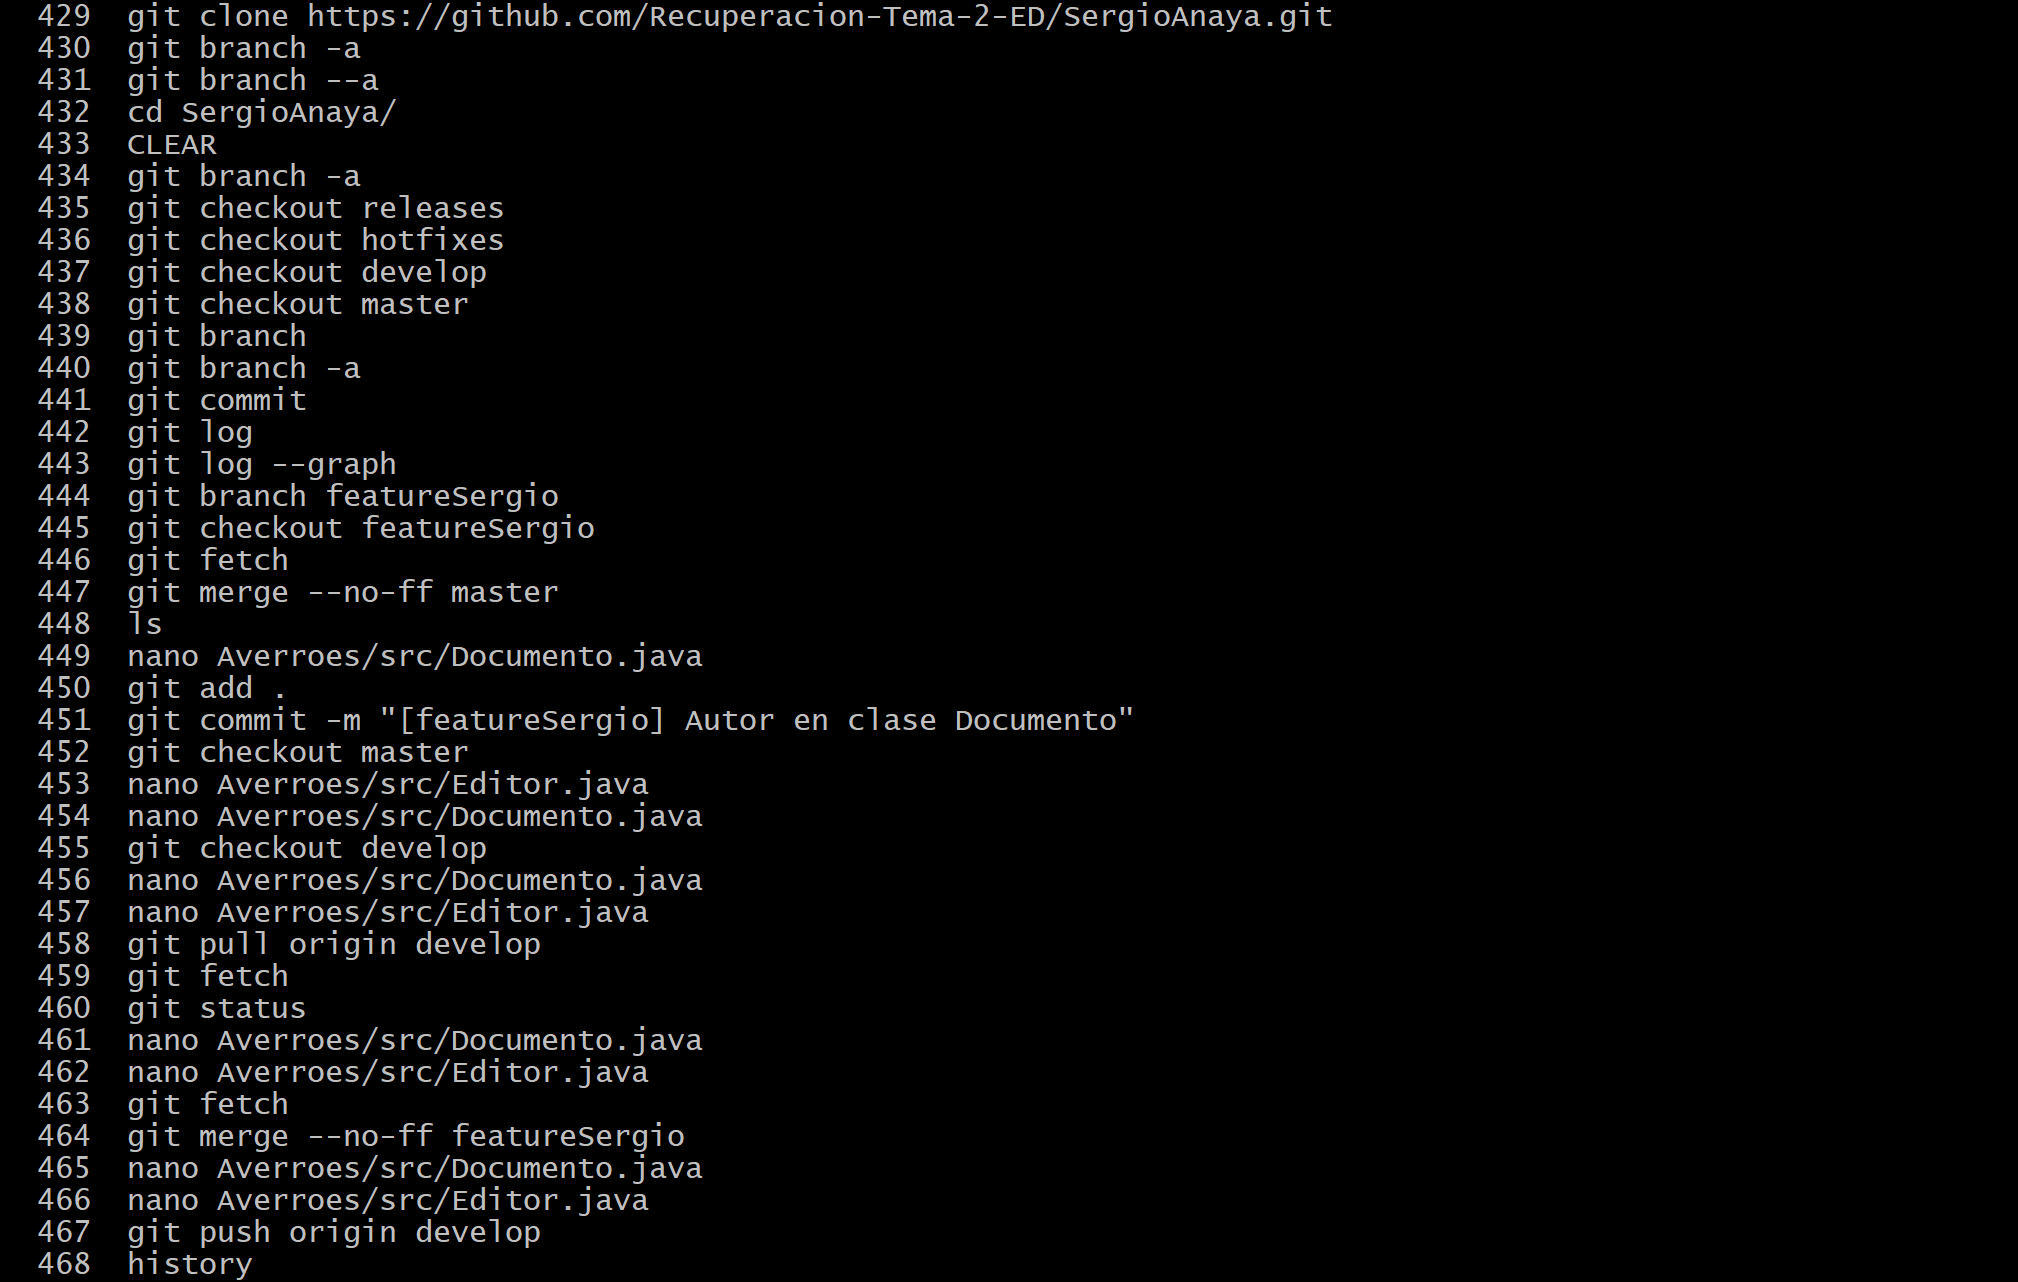 429  git clone https://github.com/Recuperacion-Tema-2-ED/SergioAnaya.git
430  git branch -a
431  git branch --a
432  cd SergioAnaya/
433  CLEAR
434  git branch -a
435  git checkout releases
436  git checkout hotfixes
437  git checkout develop
438  git checkout master
439  git branch
440  git branch -a
441  git commit
442  git log
443  git log --graph
444  git branch featureSergio
445  git checkout featureSergio
446  git fetch
447  git merge --no-ff master
448  ls
449  nano Averroes/src/Documento.java
450  git add .
451  git commit -m "[featureSergio] Autor en clase Documento"
452  git checkout master
453  nano Averroes/src/Editor.java
454  nano Averroes/src/Documento.java
455  git checkout develop
456  nano Averroes/src/Documento.java
457  nano Averroes/src/Editor.java
458  git pull origin develop
459  git fetch
460  git status
461  nano Averroes/src/Documento.java
462  nano Averroes/src/Editor.java
463  git fetch
464  git merge --no-ff featureSergio
465  nano Averroes/src/Documento.java
466  nano Averroes/src/Editor.java
467  git push origin develop
468  history